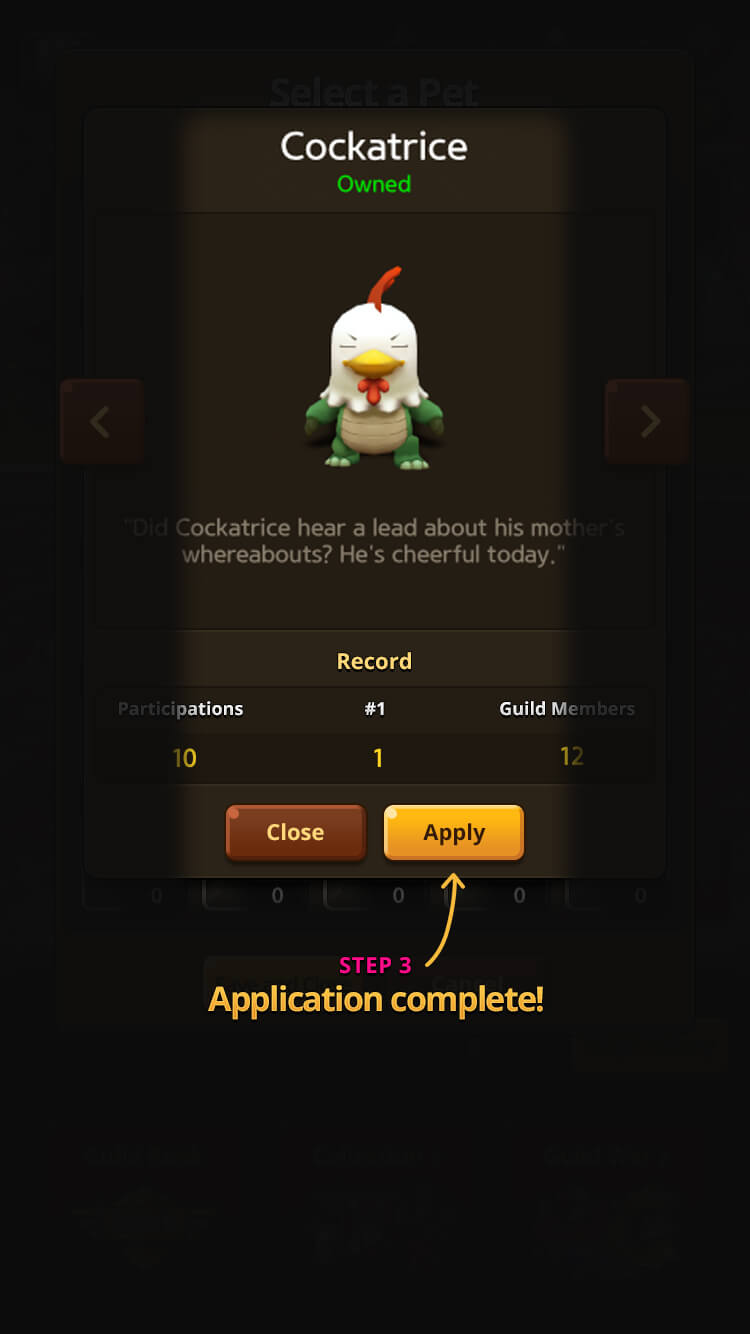 Select a Pet
Cockatrice
Owned
"Did Cockatrice hear a lead about his mother's
whereabouts? He's cheerful today."
Record
Participations #1 Guild Members
10 1 12
Close Apply
0 0 0 0 0
STEP 3
Application complete!